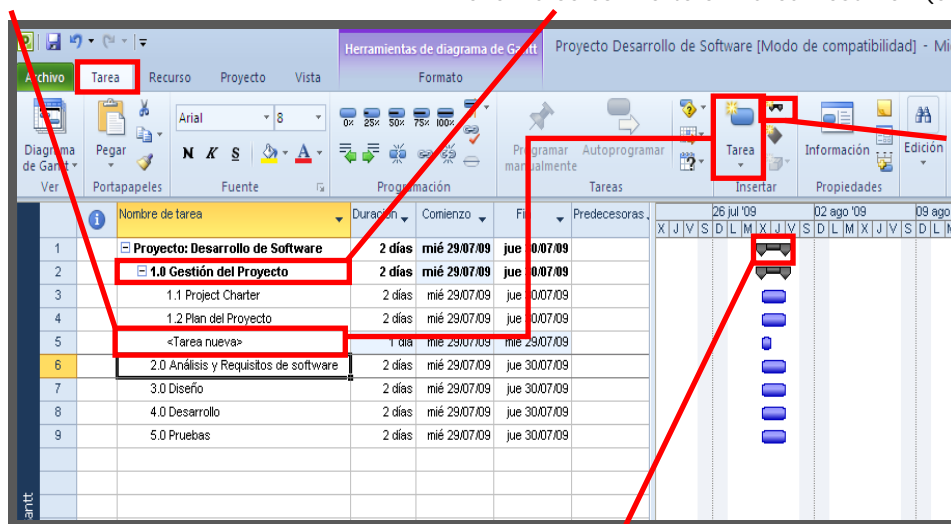 Herramientas de diagrama de Gantt
Proyecto Desarrollo de Software [Modo de compatibilidad] - Mi
Archivo Tarea Recurso Proyecto Vista Formato
Diagrama de Gantt
Pegar
Arial 8
N K S A
0% 25% 50% 75% 100%
Programar manualmente
Autoprogramar
Tarea
Información
Edición
Ver Portapapeles Fuente Programación Tareas Insertar Propiedades
Nombre de tarea Duración Comienzo Fin Predecesoras
26 jul '09 02 ago '09 09 ago
X J V S D L M X J V S D L M X J V S D L
1 Proyecto: Desarrollo de Software 2 días mié 29/07/09 jue 30/07/09
2 1.0 Gestión del Proyecto 2 días mié 29/07/09 jue 30/07/09
3 1.1 Project Charter 2 días mié 29/07/09 jue 30/07/09
4 1.2 Plan del Proyecto 2 días mié 29/07/09 jue 30/07/09
5 <Tarea nueva> 1 día mié 29/07/09 mié 29/07/09
6 2.0 Análisis y Requisitos de software 2 días mié 29/07/09 jue 30/07/09
7 3.0 Diseño 2 días mié 29/07/09 jue 30/07/09
8 4.0 Desarrollo 2 días mié 29/07/09 jue 30/07/09
9 5.0 Pruebas 2 días mié 29/07/09 jue 30/07/09
antt